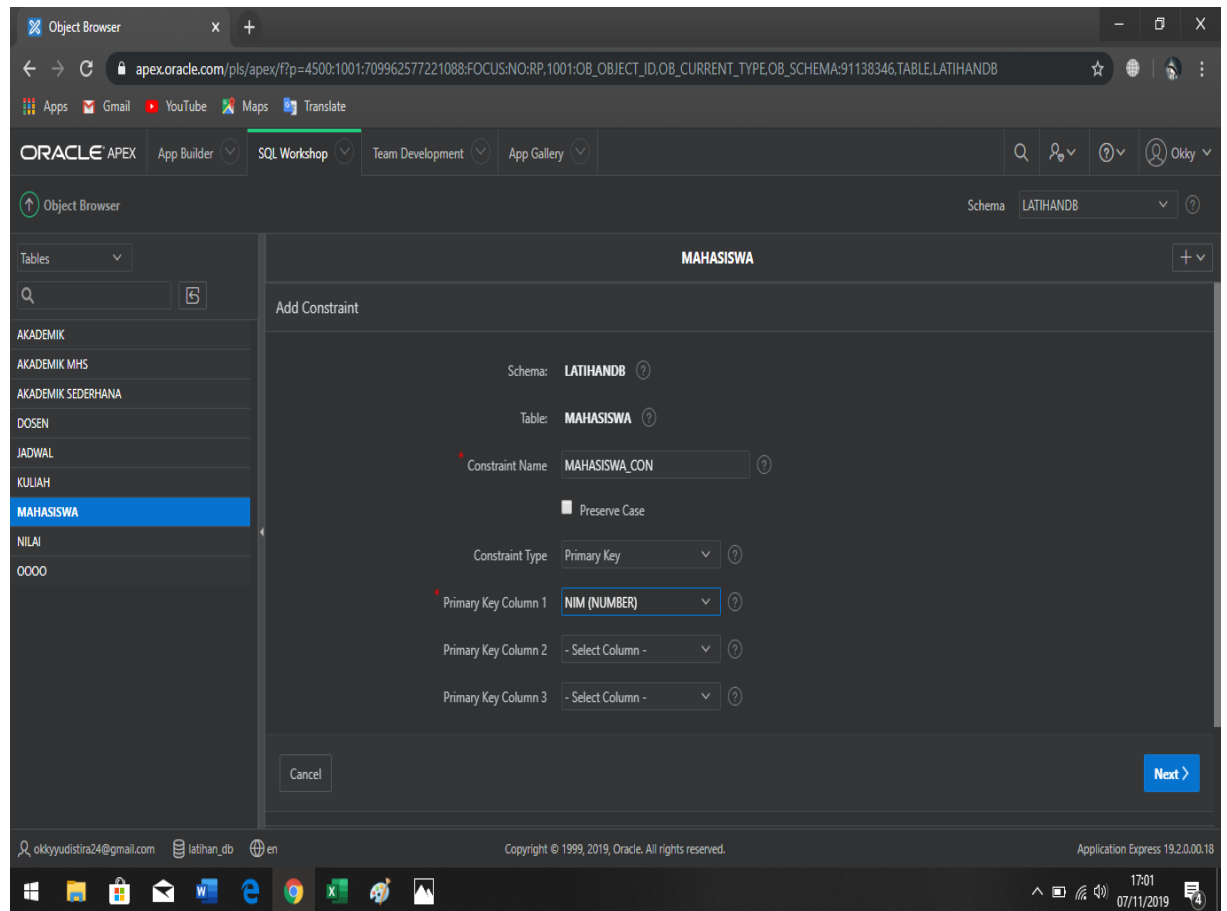 Object Browser
apex.oracle.com/pls/apex/f?p=4500:1001:709962577221088:FOCUS:NO:RP,1001:OB_OBJECT_ID,OB_CURRENT_TYPE,OB_SCHEMA:91138346,TABLE,LATIHANDB
Apps Gmail YouTube Maps Translate
ORACLE APEX App Builder SQL Workshop Team Development App Gallery Okky
Object Browser Schema LATIHANDB
Tables
MAHASISWA
Add Constraint
AKADEMIK
AKADEMIK MHS
AKADEMIK SEDERHANA
DOSEN
JADWAL
KULIAH
MAHASISWA
NILAI
OOOO
Schema: LATIHANDB
Table: MAHASISWA
Constraint Name MAHASISWA_CON
Preserve Case
Constraint Type Primary Key
Primary Key Column 1 NIM (NUMBER)
Primary Key Column 2 - Select Column -
Primary Key Column 3 - Select Column -
Cancel Next
okkyyudistira24@gmail.com latihan_db en Copyright © 1999, 2019, Oracle. All rights reserved. Application Express 19.2.0.00.18
17:01
07/11/2019
4